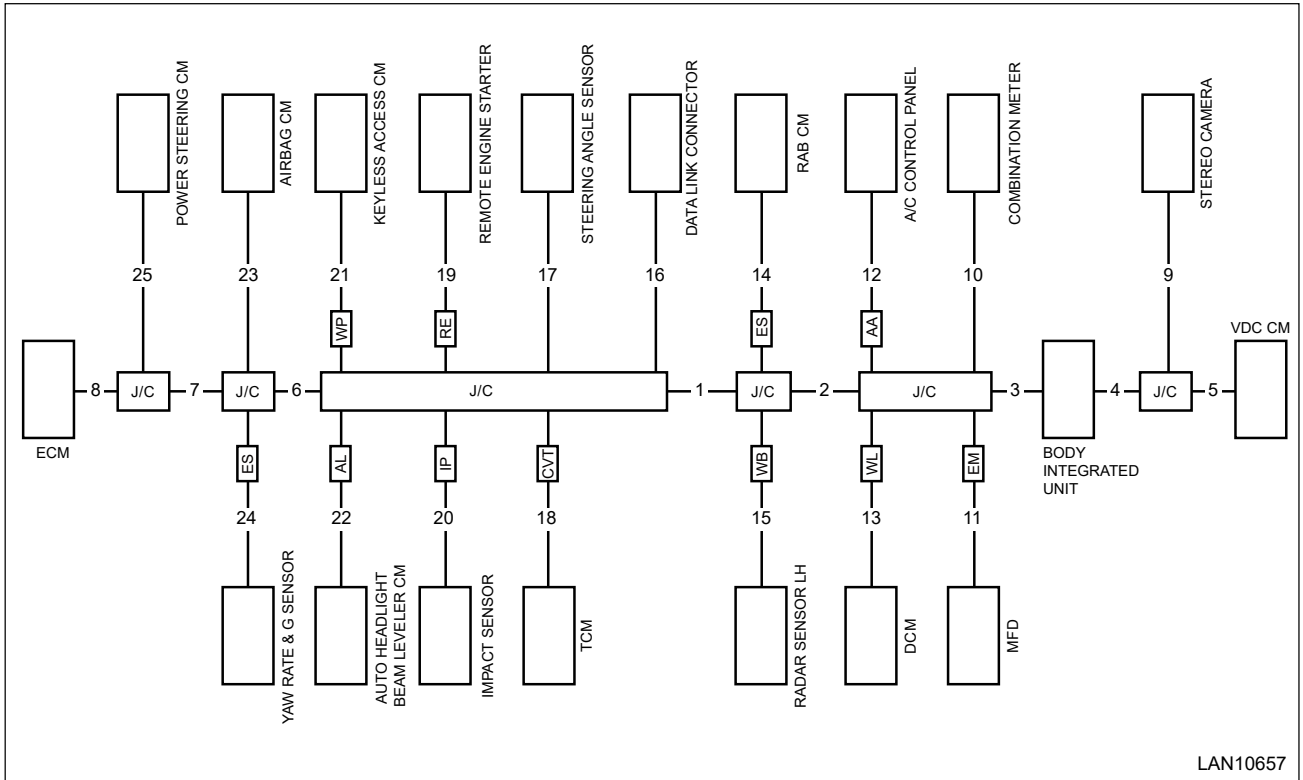 POWER STEERING CM
AIRBAG CM
KEYLESS ACCESS CM
REMOTE ENGINE STARTER
STEERING ANGLE SENSOR
DATA LINK CONNECTOR
RAB CM
A/C CONTROL PANEL
COMBINATION METER
STEREO CAMERA
25
23
21
19
17
16
14
12
10
9
WP
RE
ES
AA
VDC CM
8
J/C
7
J/C
6
J/C
1
J/C
2
J/C
3
4
J/C
5
ECM
ES
AL
IP
CVT
WB
WL
EM
BODY
INTEGRATED
UNIT
24
22
20
18
15
13
11
YAW RATE & G SENSOR
AUTO HEADLIGHT
BEAM LEVELER CM
IMPACT SENSOR
TCM
RADAR SENSOR LH
DCM
MFD
LAN10657